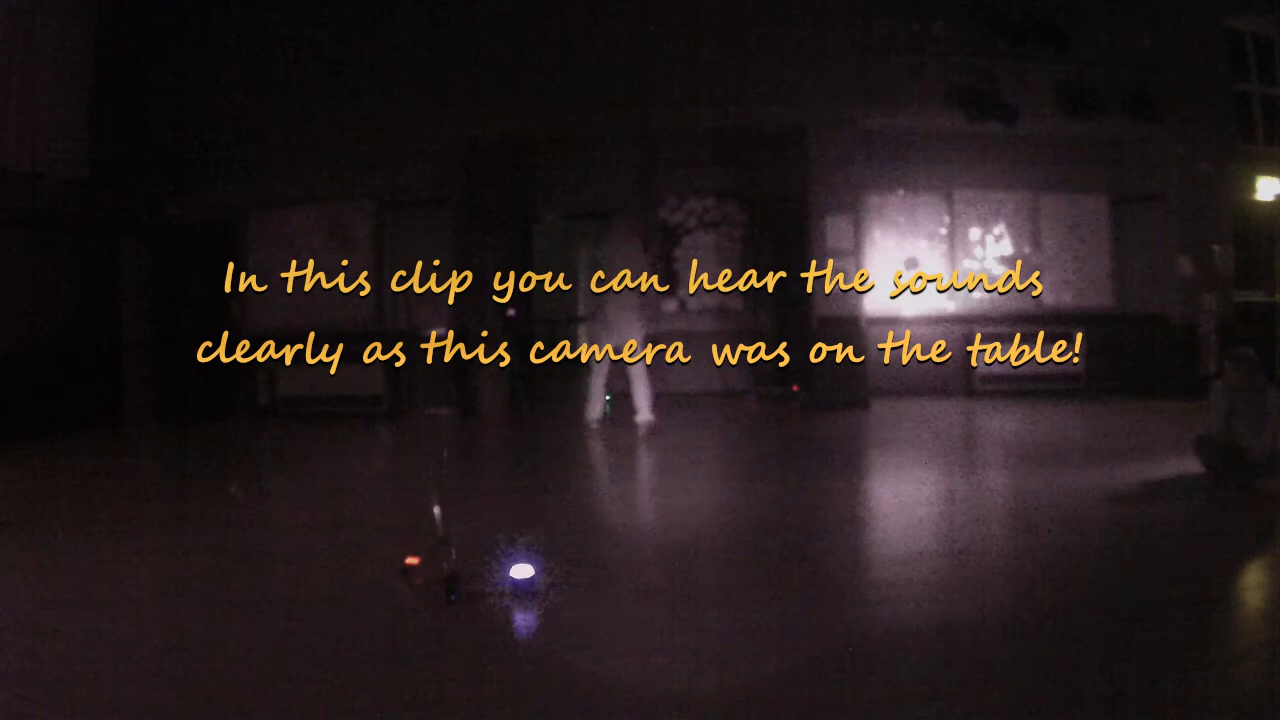 In this clip you can hear the sounds
clearly as this camera was on the table!